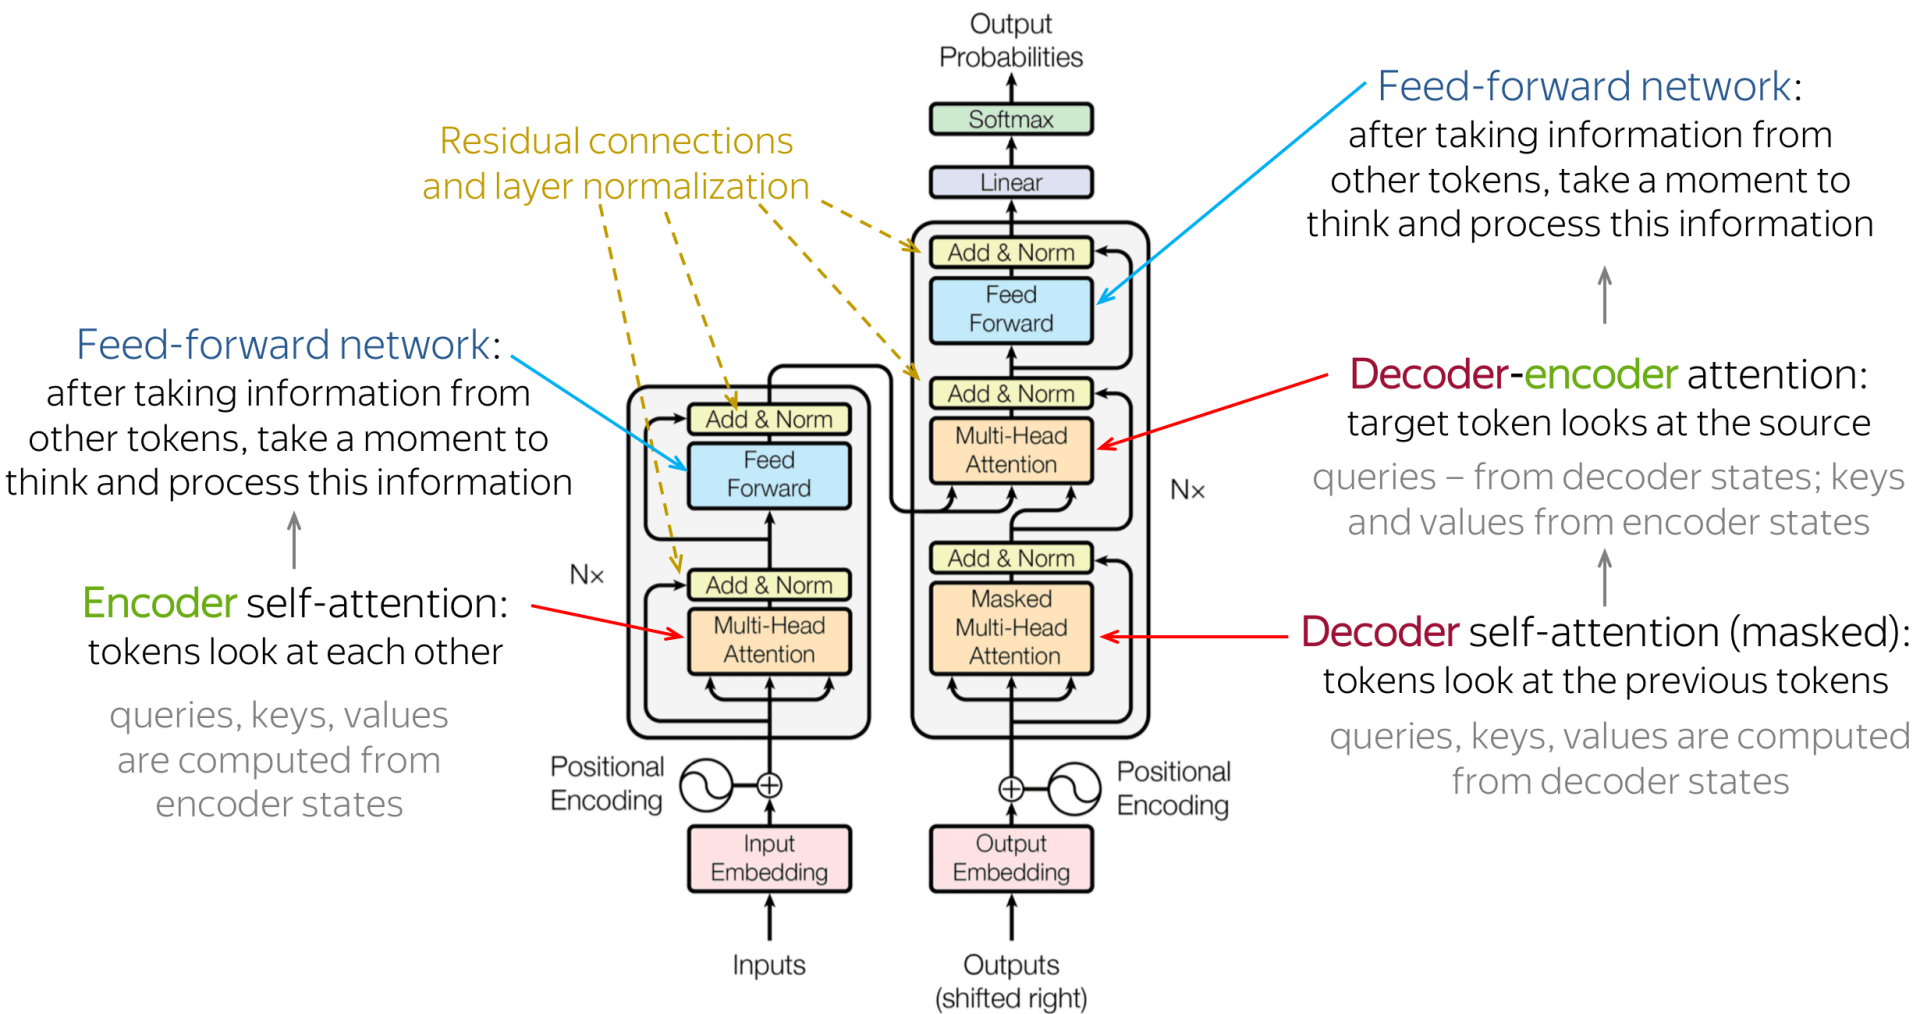 Output
Probabilities
Softmax
Linear
Add & Norm
Feed
Forward
Add & Norm
Multi-Head
Attention
Nx
Add & Norm
Masked
Multi-Head
Attention
Positional
Encoding
Output
Embedding
Outputs
(shifted right)
Residual connections
and layer normalization
Add & Norm
Feed
Forward
Nx
Add & Norm
Multi-Head
Attention
Positional
Encoding
Input
Embedding
Inputs
Feed-forward network:
after taking information from
other tokens, take a moment to
think and process this information
Encoder self-attention:
tokens look at each other
queries, keys, values
are computed from
encoder states
Feed-forward network:
after taking information from
other tokens, take a moment to
think and process this information
Decoder-encoder attention:
target token looks at the source
queries – from decoder states; keys
and values from encoder states
Decoder self-attention (masked):
tokens look at the previous tokens
queries, keys, values are computed
from decoder states